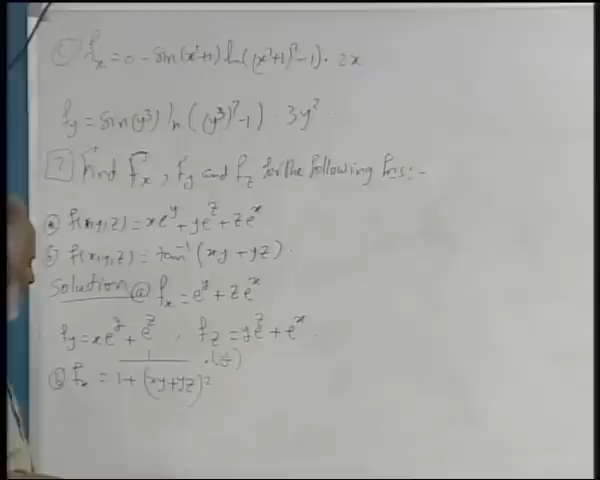 ⓒ fx = 0 - sin(x²+1) ln((x²+1)² - 1) · 2x
fy = sin(y³) ln((y³)² - 1) · 3y²
7 Find fx, fy and fz for the following fns:-
ⓐ f(x,y,z) = xe^y + ye^z + ze^x
ⓑ f(x,y,z) = tan⁻¹(xy + yz).
Solution ⓐ fx = e^y + ze^x
fy = xe^y + e^z, fz = ye^z + e^x
ⓑ fx = 1/(1+(xy+yz)²) ·